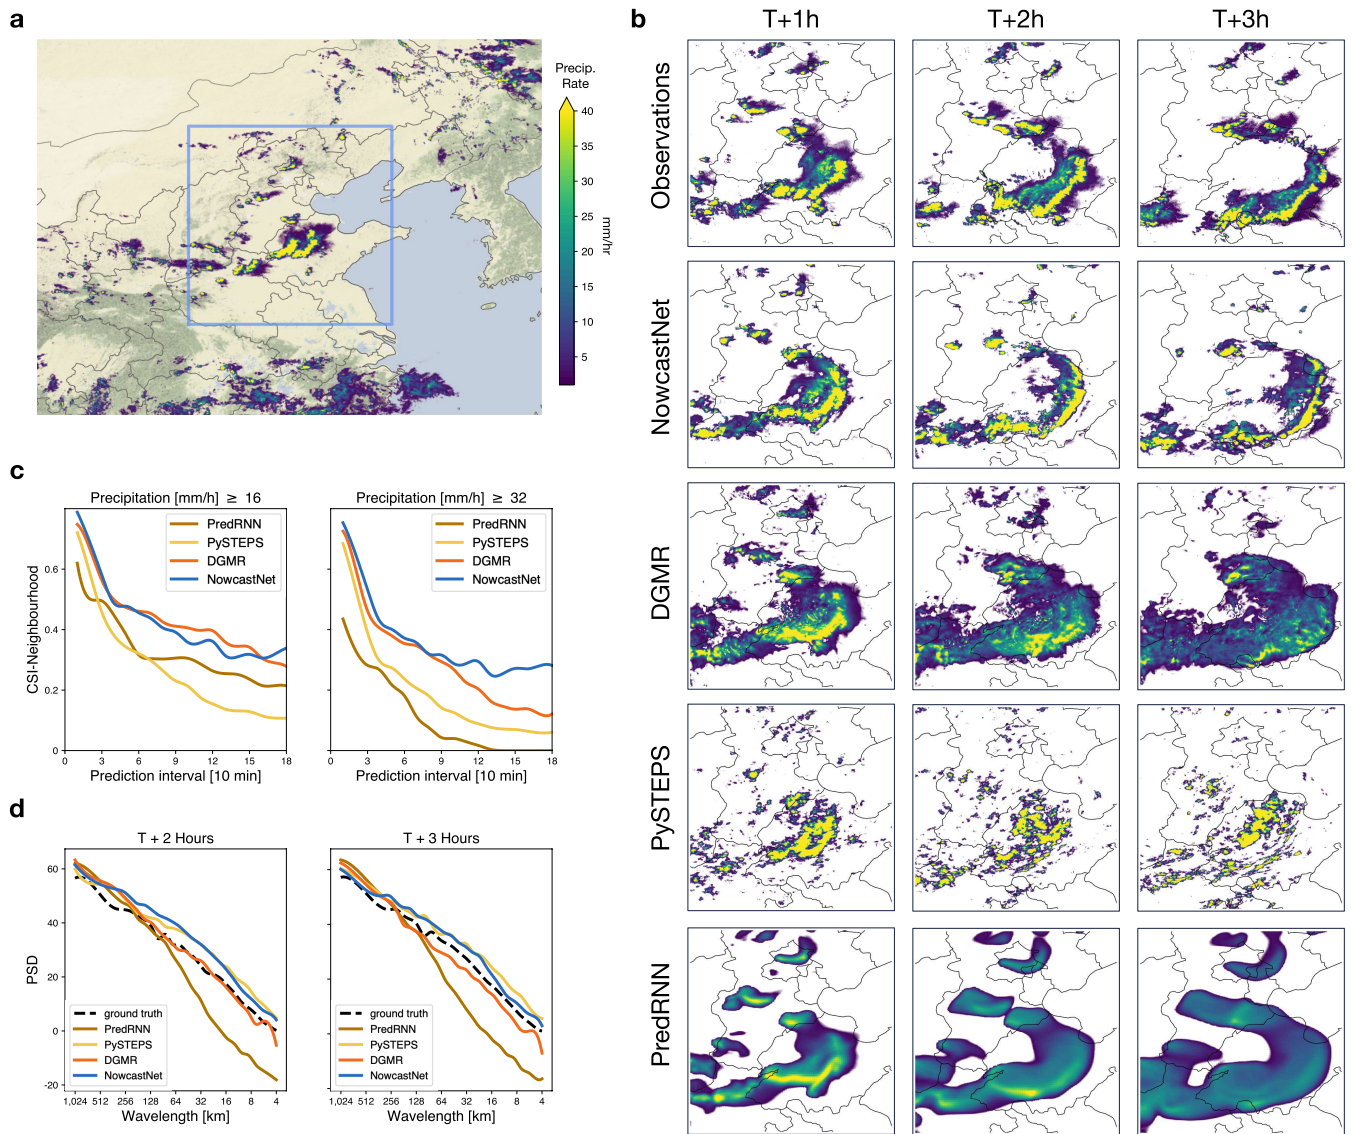 a
Precip.
Rate
40
35
30
25
20
15
10
5
mm/hr
b
T+1h
T+2h
T+3h
Observations
NowcastNet
DGMR
PySTEPS
PredRNN
c
Precipitation [mm/h] ≥ 16
PredRNN
PySTEPS
DGMR
NowcastNet
CSI-Neighbourhood
0.6
0.4
0.2
0
0 3 6 9 12 15 18
Prediction interval [10 min]
Precipitation [mm/h] ≥ 32
PredRNN
PySTEPS
DGMR
NowcastNet
3 6 9 12 15 18
Prediction interval [10 min]
d
T + 2 Hours
PSD
60
40
20
0
-20
ground truth
PredRNN
PySTEPS
DGMR
NowcastNet
1,024 512 256 128 64 32 16 8 4
Wavelength [km]
T + 3 Hours
ground truth
PredRNN
PySTEPS
DGMR
NowcastNet
1,024 512 256 128 64 32 16 8 4
Wavelength [km]